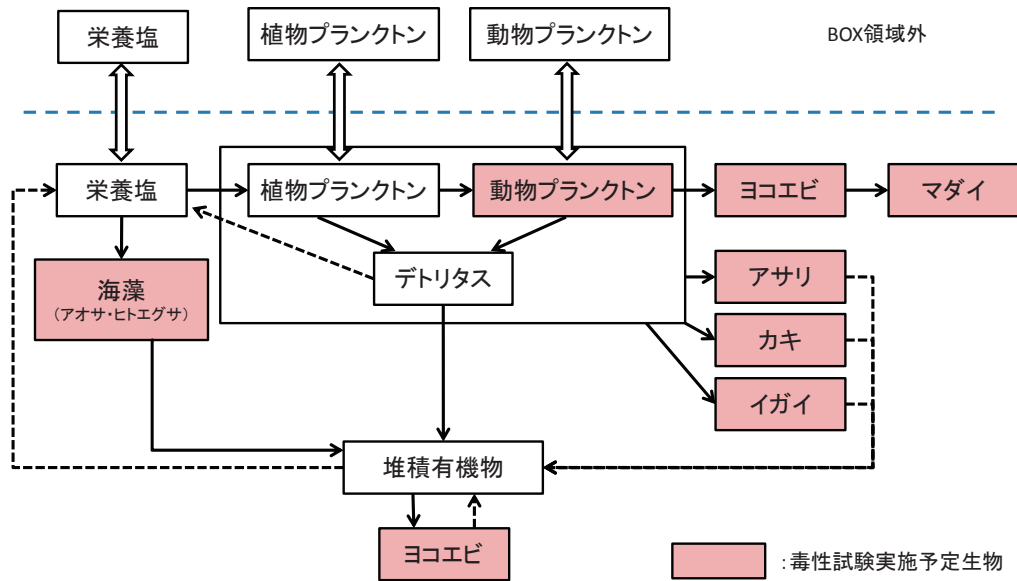 栄養塩
植物プランクトン
動物プランクトン
BOX領域外
栄養塩
植物プランクトン
動物プランクトン
ヨコエビ
マダイ
デトリタス
海藻
（アオサ・ヒトエグサ）
アサリ
カキ
イガイ
堆積有機物
ヨコエビ
：毒性試験実施予定生物